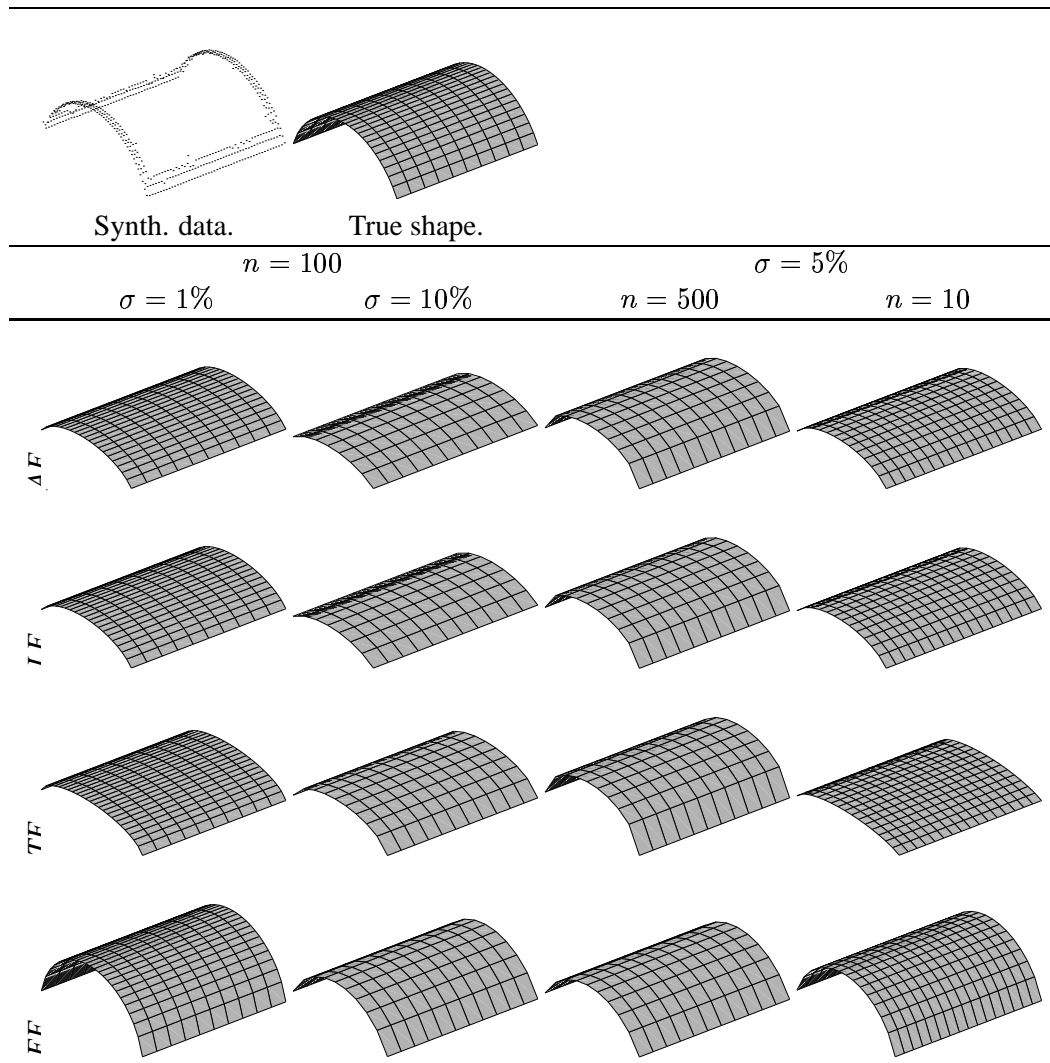 Synth. data. True shape.
n = 100 σ = 5%
σ = 1% σ = 10% n = 500 n = 10